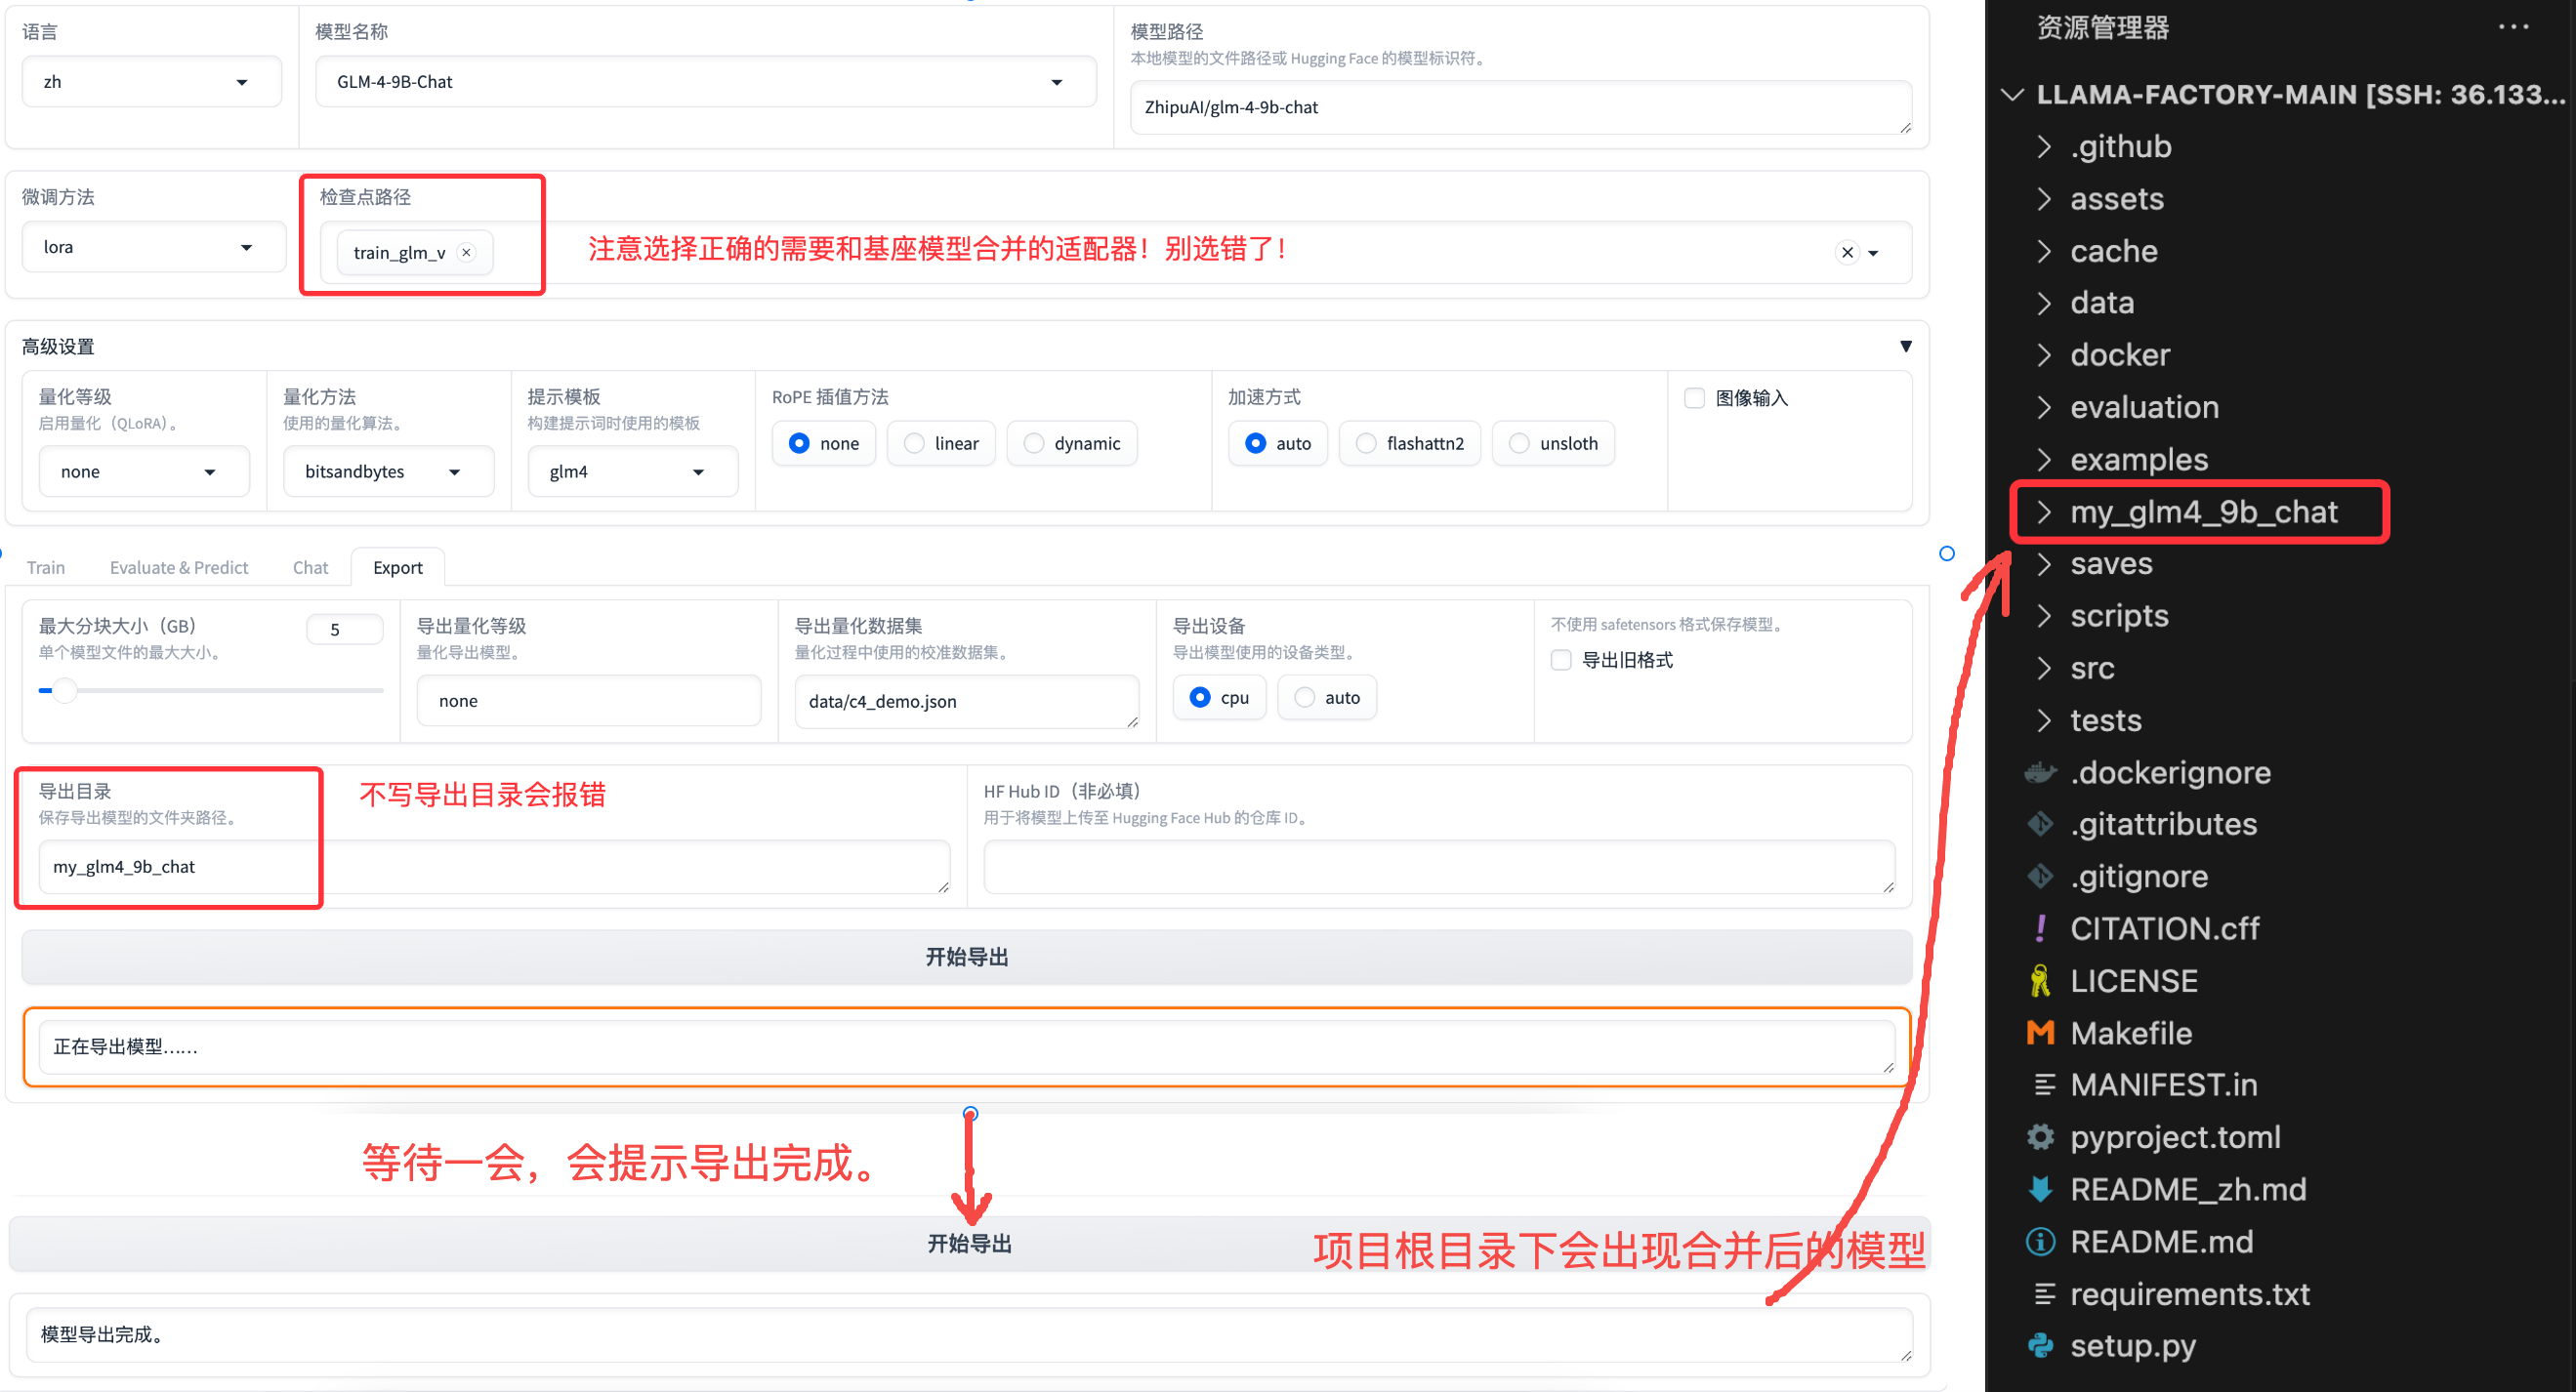 语言
zh
模型名称
GLM-4-9B-Chat
模型路径
本地模型的文件路径或 Hugging Face 的模型标识符。
ZhipuAI/glm-4-9b-chat
微调方法
lora
检查点路径
train_glm_v
注意选择正确的需要和基座模型合并的适配器！别选错了！
高级设置
量化等级
启用量化（QLoRA）。
none
量化方法
使用的量化算法。
bitsandbytes
提示模板
构建提示词时使用的模板
glm4
RoPE 插值方法
none
linear
dynamic
加速方式
auto
flashattn2
unsloth
图像输入
Train
Evaluate & Predict
Chat
Export
最大分块大小（GB）
5
单个模型文件的最大大小。
导出量化等级
量化导出模型。
none
导出量化数据集
量化过程中使用的校准数据集。
data/c4_demo.json
导出设备
导出模型使用的设备类型。
cpu
auto
不使用 safetensors 格式保存模型。
导出旧格式
导出目录
保存导出模型的文件夹路径。
my_glm4_9b_chat
不写导出目录会报错
HF Hub ID（非必填）
用于将模型上传至 Hugging Face Hub 的仓库 ID。
开始导出
正在导出模型......
等待一会，会提示导出完成。
开始导出
项目根目录下会出现合并后的模型
模型导出完成。
资源管理器
LLAMA-FACTORY-MAIN [SSH: 36.133...
.github
assets
cache
data
docker
evaluation
examples
my_glm4_9b_chat
saves
scripts
src
tests
.dockerignore
.gitattributes
.gitignore
CITATION.cff
LICENSE
Makefile
MANIFEST.in
pyproject.toml
README_zh.md
README.md
requirements.txt
setup.py